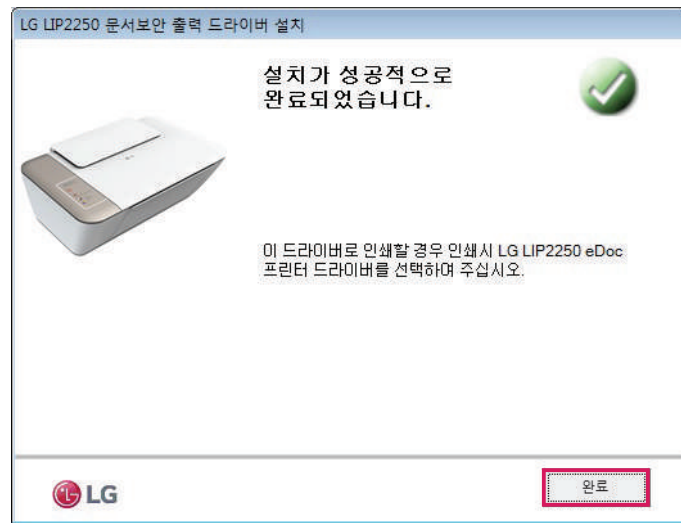 LG LIP2250 문서보안 출력 드라이버 설치
설치가 성공적으로
완료되었습니다.
이 드라이버로 인쇄할 경우 인쇄시 LG LIP2250 eDoc
프린터 드라이버를 선택하여 주십시오.
LG
완료